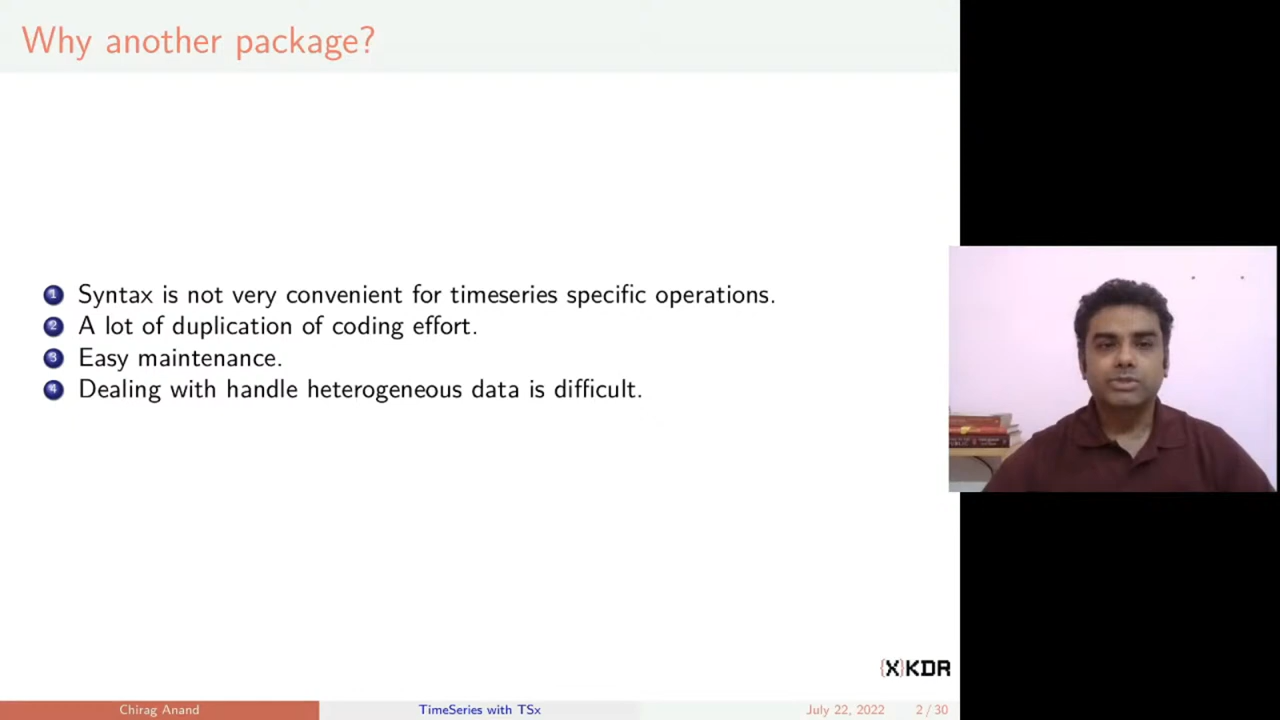 Why another package?
1 Syntax is not very convenient for timeseries specific operations.
2 A lot of duplication of coding effort.
3 Easy maintenance.
4 Dealing with handle heterogeneous data is difficult.
{X}KDR
Chirag Anand TimeSeries with TSx July 22, 2022 2 / 30